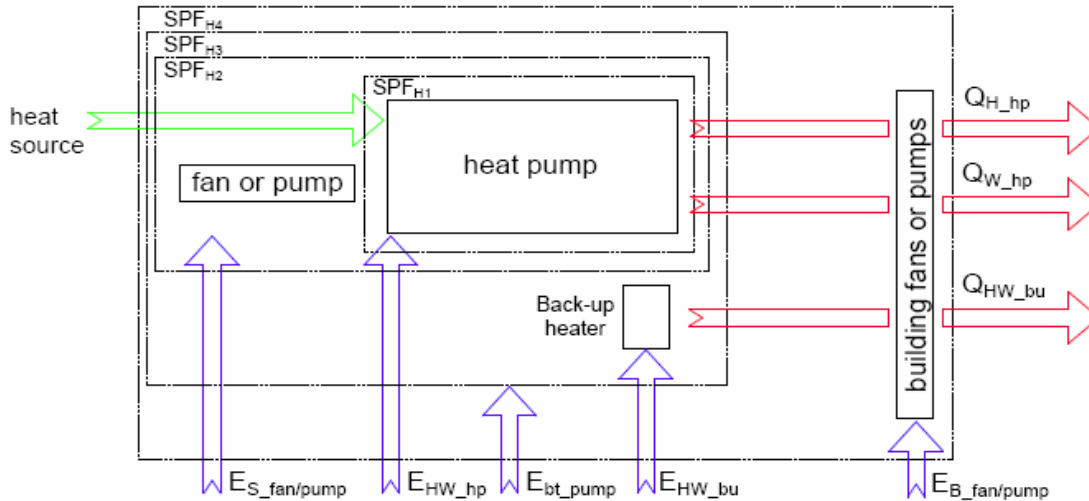 SPFH4
SPFH3
SPFH2
SPFH1
heat
source
heat pump
fan or pump
Back-up
heater
building fans or pumps
QH_hp
QW_hp
QHW_bu
ES_fan/pump
EHW_hp
Ebt_pump
EHW_bu
EB_fan/pump